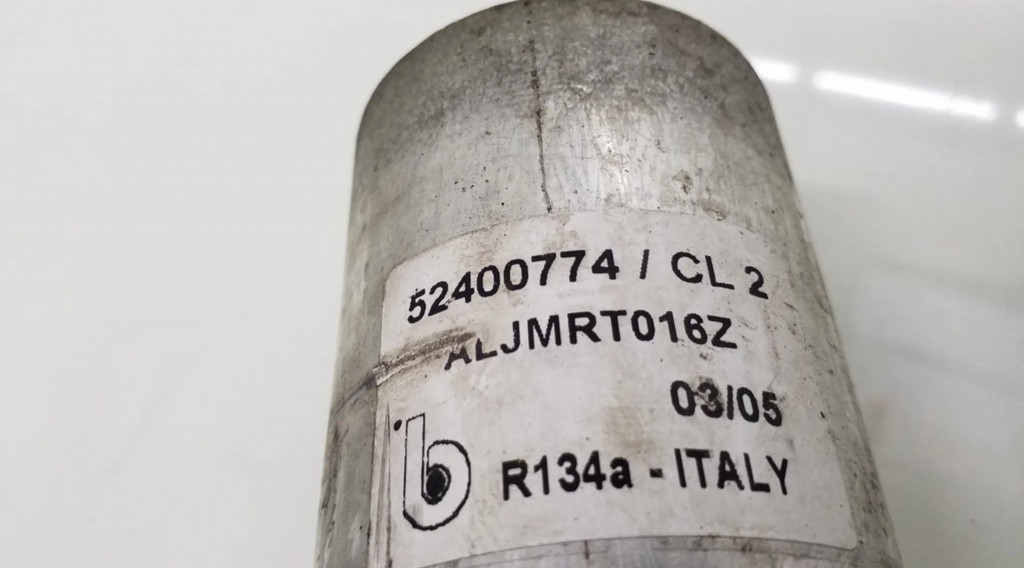 52400774 / CL 2
ALJMRT016Z
03/05
b
R134a - ITALY